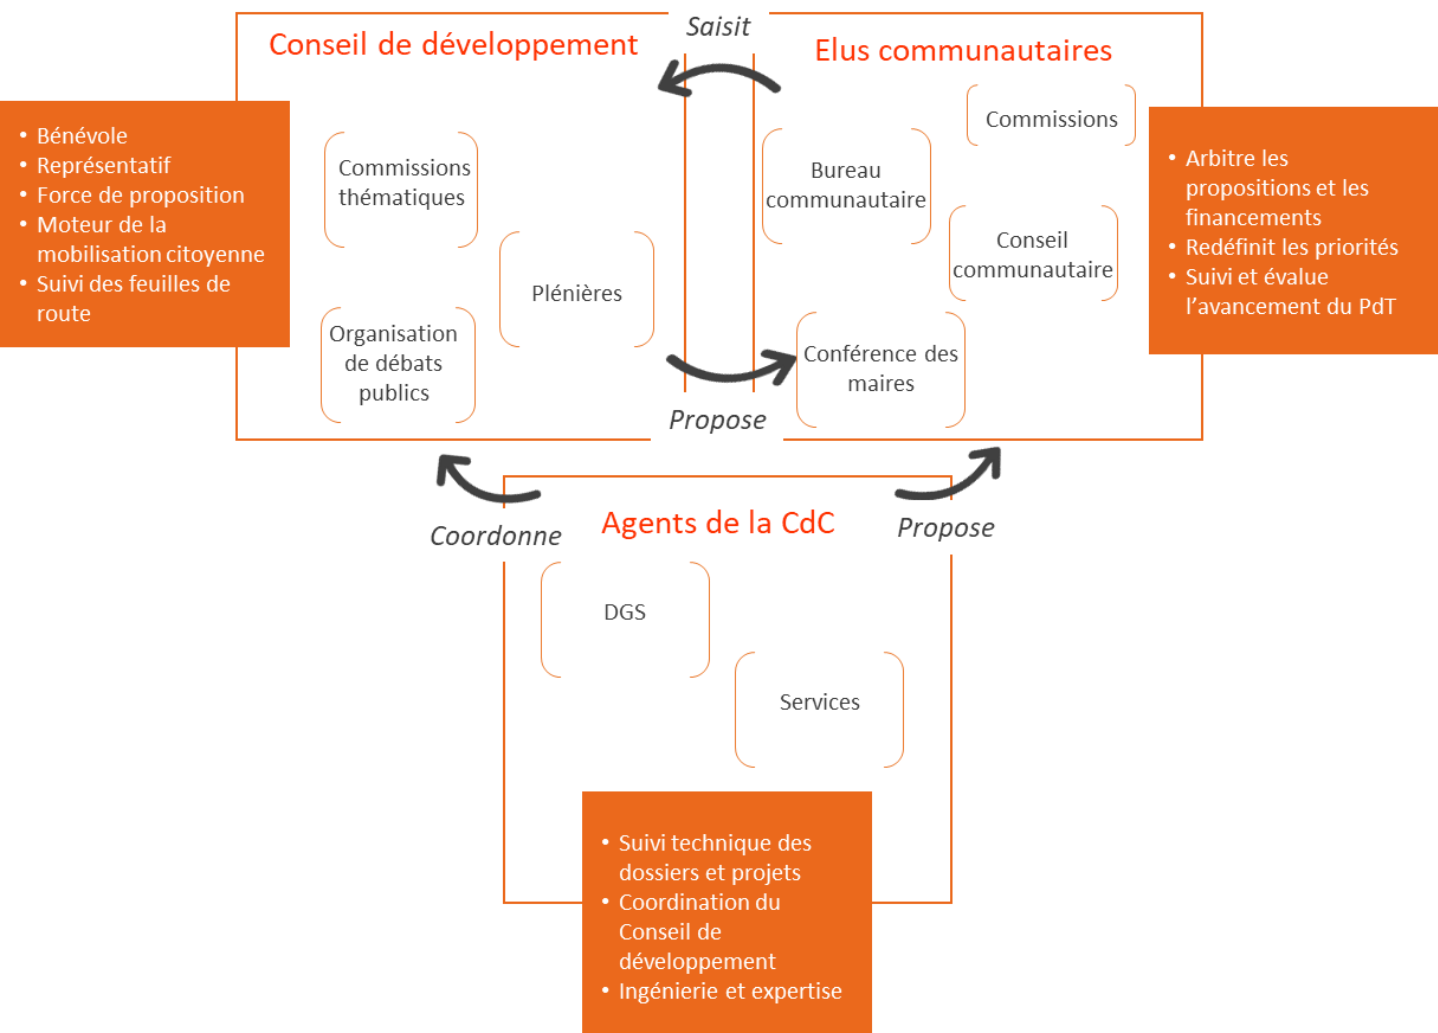 Saisit
Conseil de développement
Elus communautaires
• Bénévole
• Représentatif
• Force de proposition
• Moteur de la
mobilisation citoyenne
• Suivi des feuilles de
route
Commissions
thématiques
Plénières
Organisation
de débats
publics
Commissions
Bureau
communautaire
Conseil
communautaire
Conférence des
maires
• Arbitre les
propositions et les
financements
• Redéfinit les priorités
• Suivi et évalue
l’avancement du PdT
Propose
Coordonne
Agents de la CdC
Propose
DGS
Services
• Suivi technique des
dossiers et projets
• Coordination du
Conseil de
développement
• Ingénierie et expertise